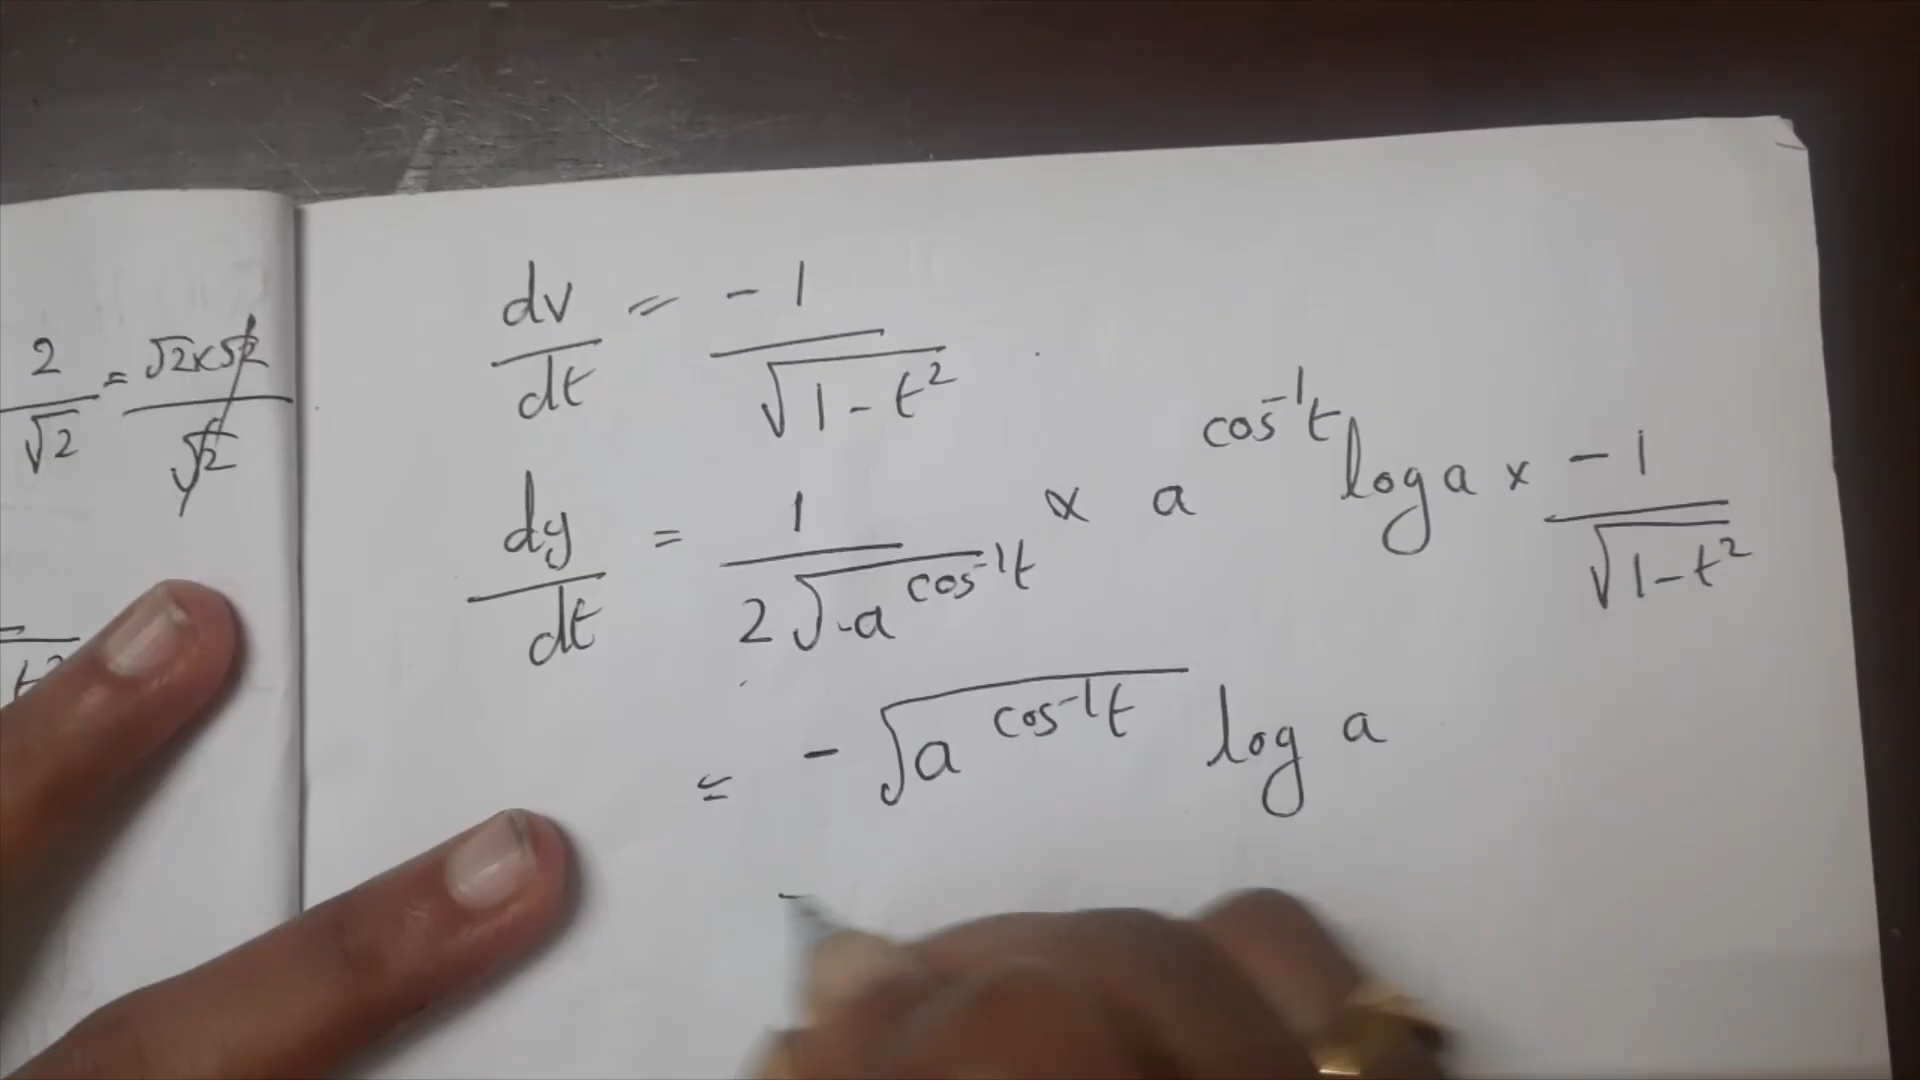 2/√2 = √2×√2/√2
dv/dt = -1/√1-t²
dy/dt = 1/2√a^cos⁻¹t × a^cos⁻¹t log a × -1/√1-t²
= -√a^cos⁻¹t log a